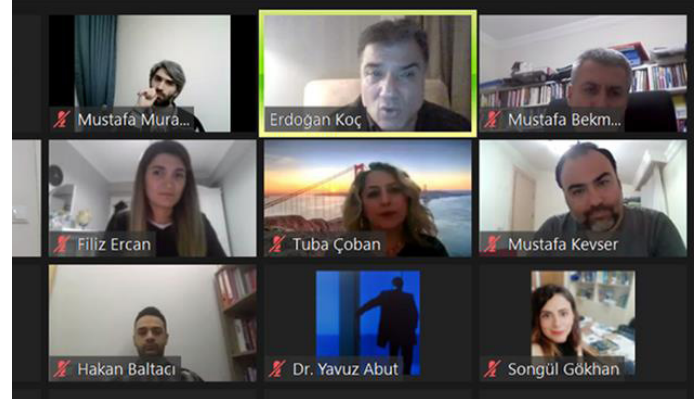 Mustafa Mura...
Erdoğan Koç
Mustafa Bekm...
Filiz Ercan
Tuba Çoban
Mustafa Kevser
Hakan Baltacı
Dr. Yavuz Abut
Songül Gökhan